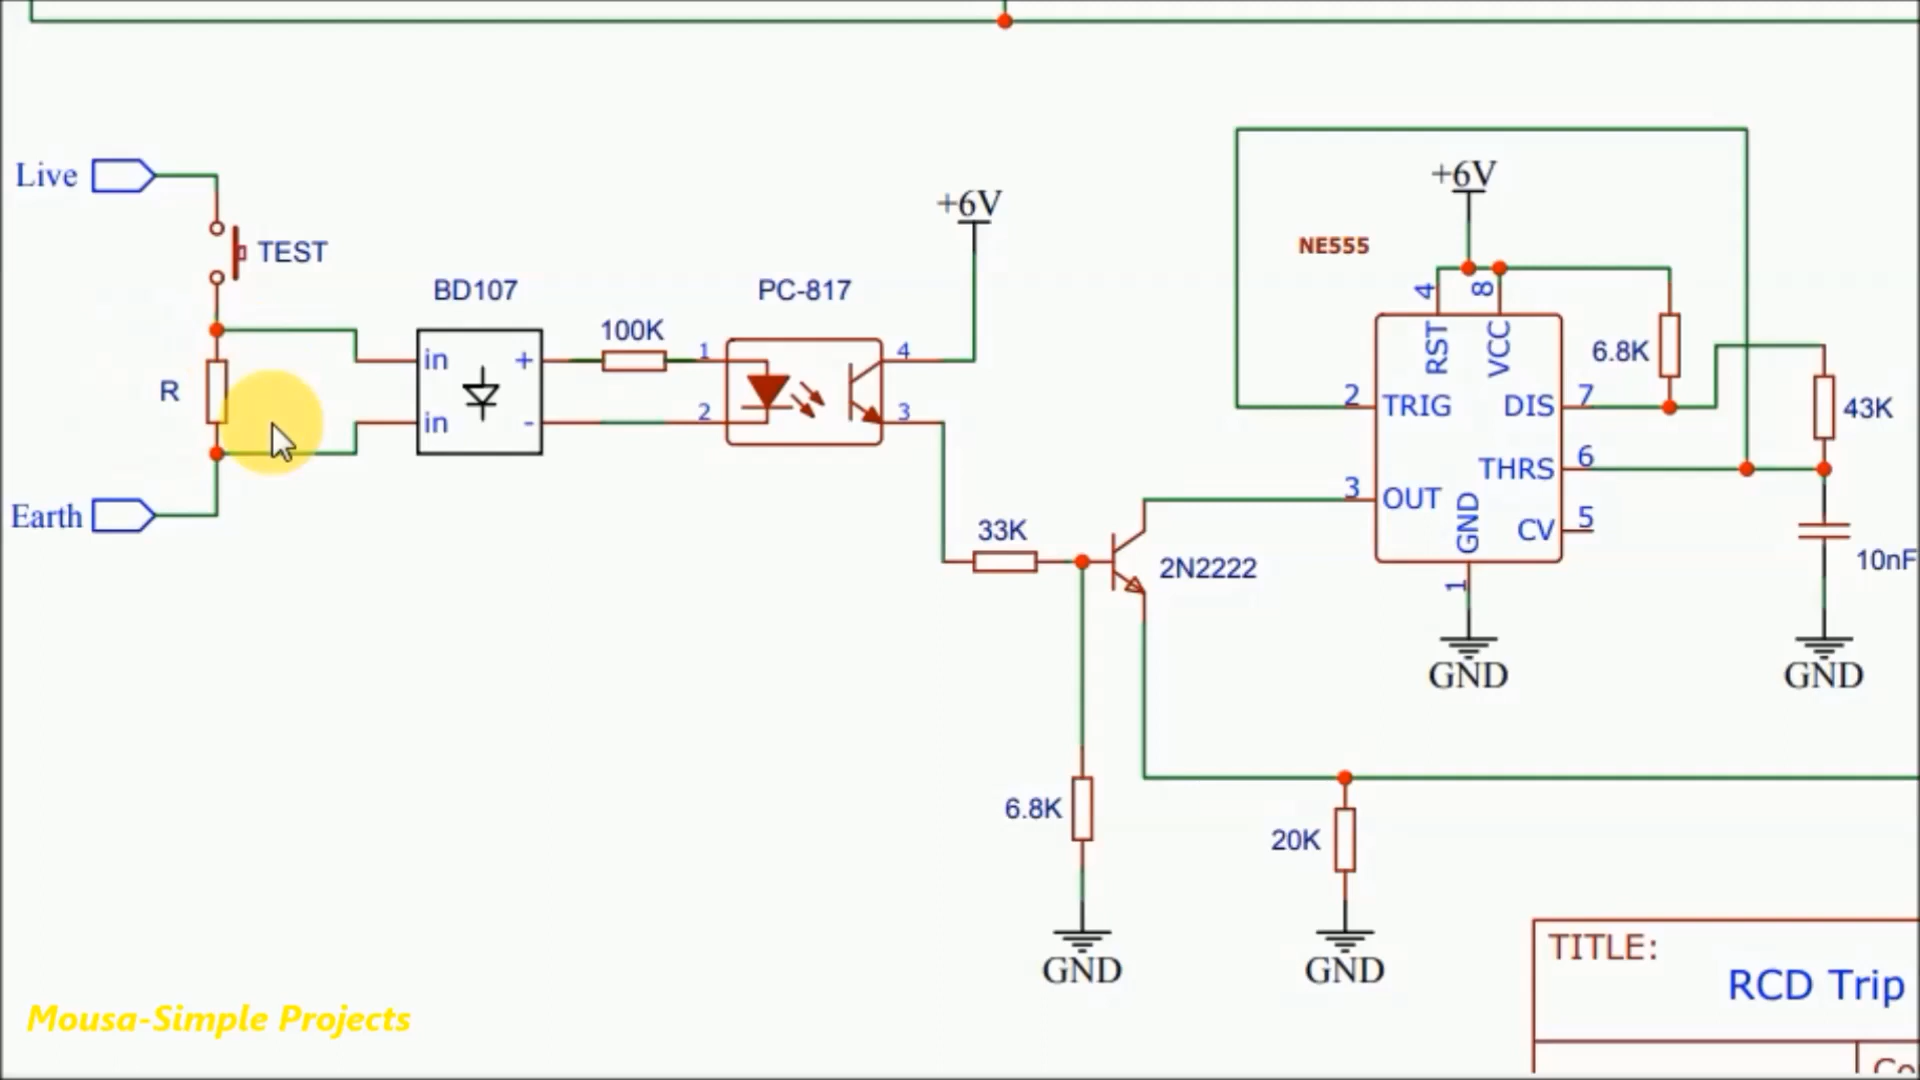 Live
TEST
R
Earth
BD107
in
in
+
-
100K
PC-817
1
2
4
3
+6V
33K
2N2222
6.8K
GND
20K
GND
+6V
NE555
4
8
RST
VCC
2
TRIG
DIS
7
6.8K
43K
THRS
6
3
OUT
GND
CV
5
1
10nF
GND
GND
TITLE:
RCD Trip
Mousa-Simple Projects